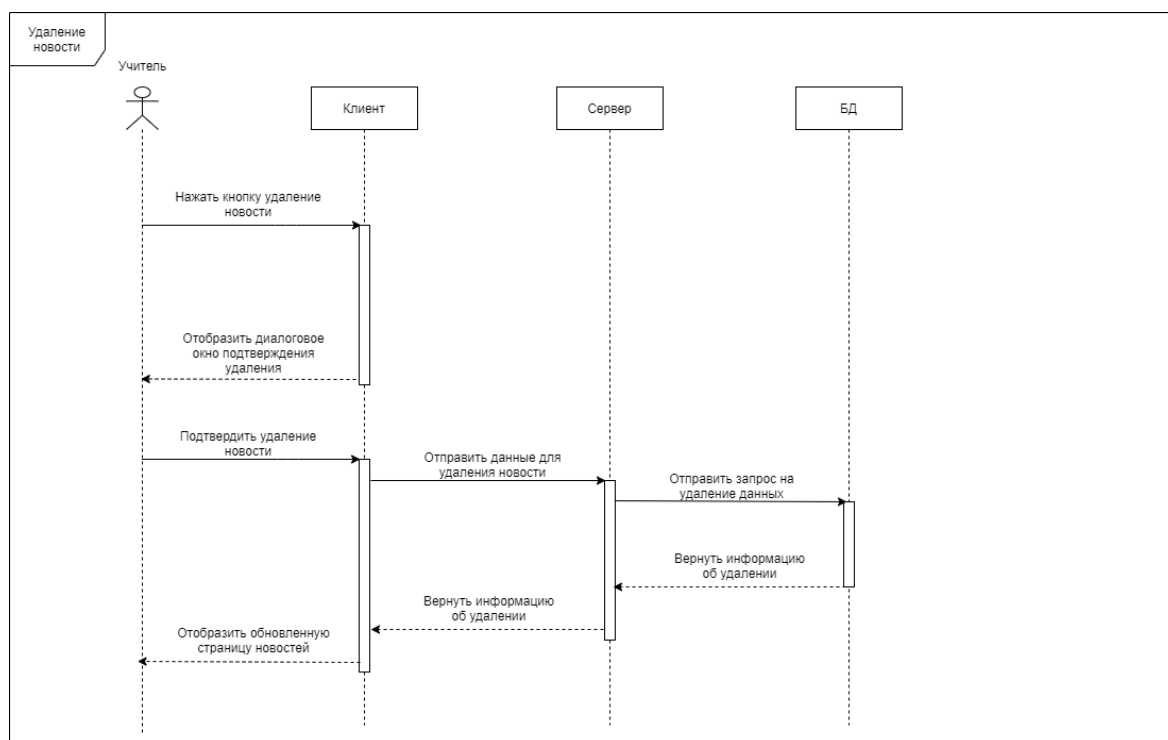 Удаление
новости
Учитель
Клиент
Сервер
БД
Нажать кнопку удаление
новости
Отобразить диалоговое
окно подтверждения
удаления
Подтвердить удаление
новости
Отправить данные для
удаления новости
Отправить запрос на
удаление данных
Вернуть информацию
об удалении
Вернуть информацию
об удалении
Отобразить обновленную
страницу новостей